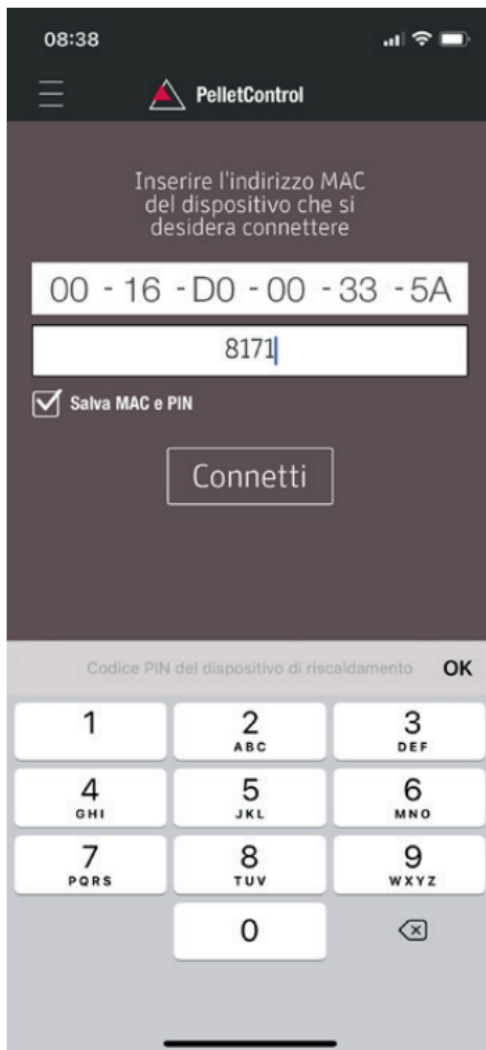 08:38
PelletControl
Inserire l'indirizzo MAC
del dispositivo che si
desidera connettere
00 - 16 - D0 - 00 - 33 - 5A
8171
Salva MAC e PIN
Connetti
Codice PIN del dispositivo di riscaldamento OK
1 2 3
ABC DEF
4 5 6
GHI JKL MNO
7 8 9
PQRS TUV WXYZ
0